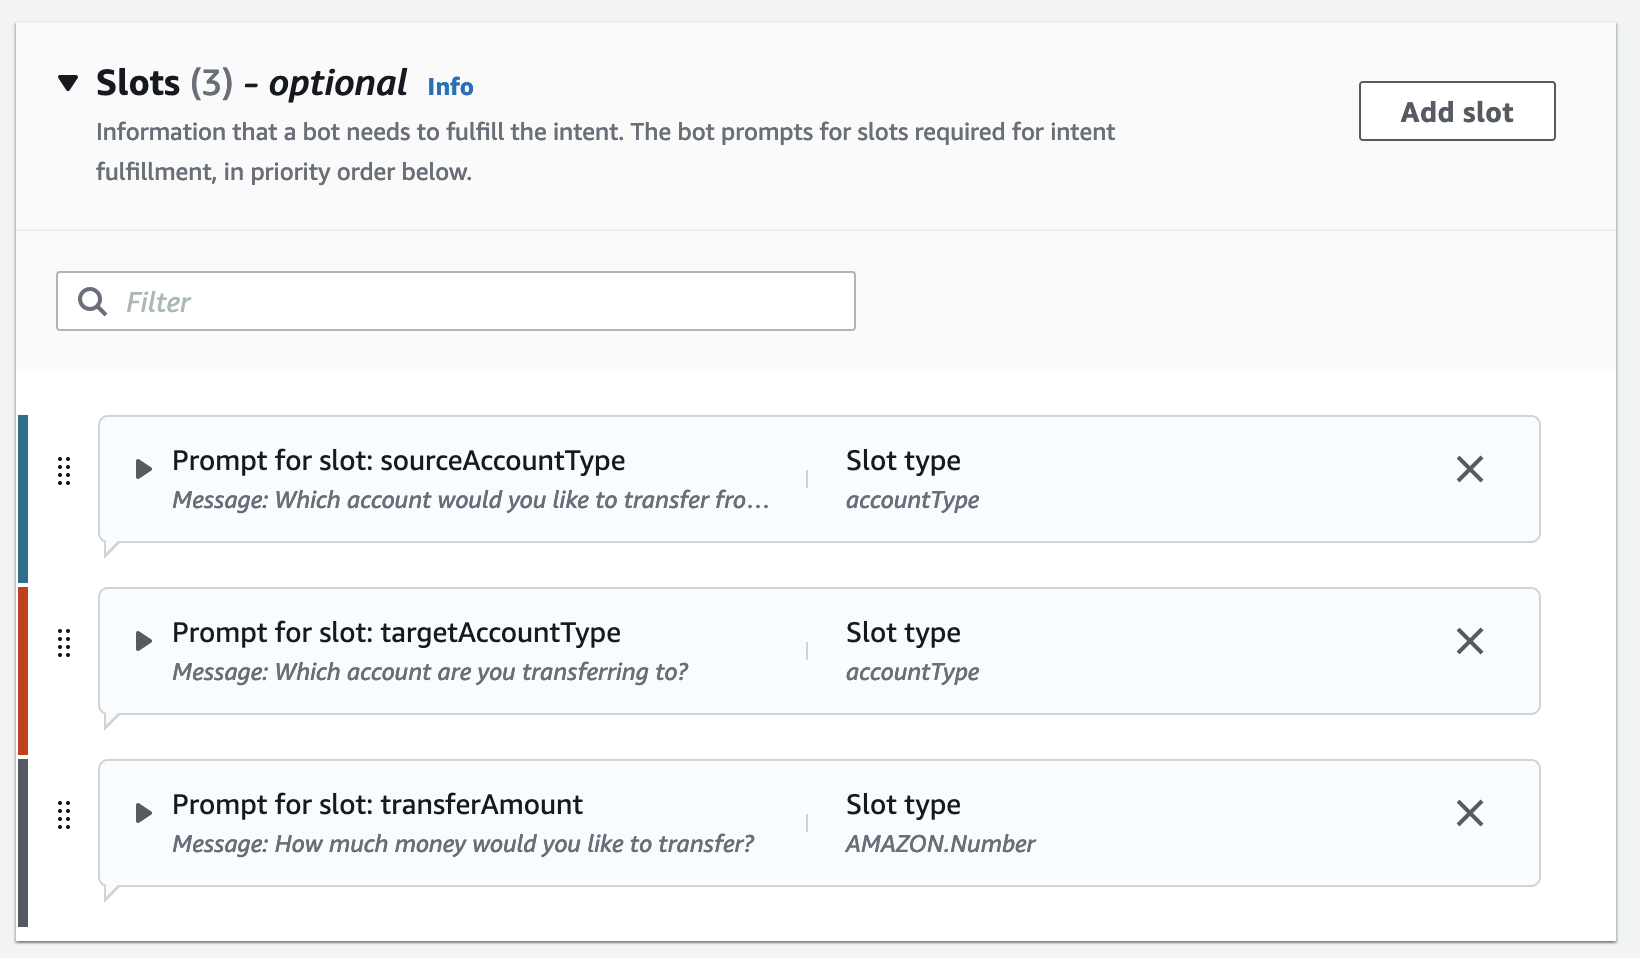 Slots (3) – optional Info
Add slot
Information that a bot needs to fulfill the intent. The bot prompts for slots required for intent
fulfillment, in priority order below.
Filter
Prompt for slot: sourceAccountType
Message: Which account would you like to transfer fro...
Slot type
accountType
Prompt for slot: targetAccountType
Message: Which account are you transferring to?
Slot type
accountType
Prompt for slot: transferAmount
Message: How much money would you like to transfer?
Slot type
AMAZON.Number